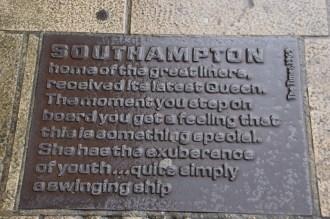 SOUTHAMPTON
home of the great liners,
received its latest Queen.
The moment you step on
board you get a feeling that
this is something special.
She has the exuberance
of youth...quite simply
a swinging ship